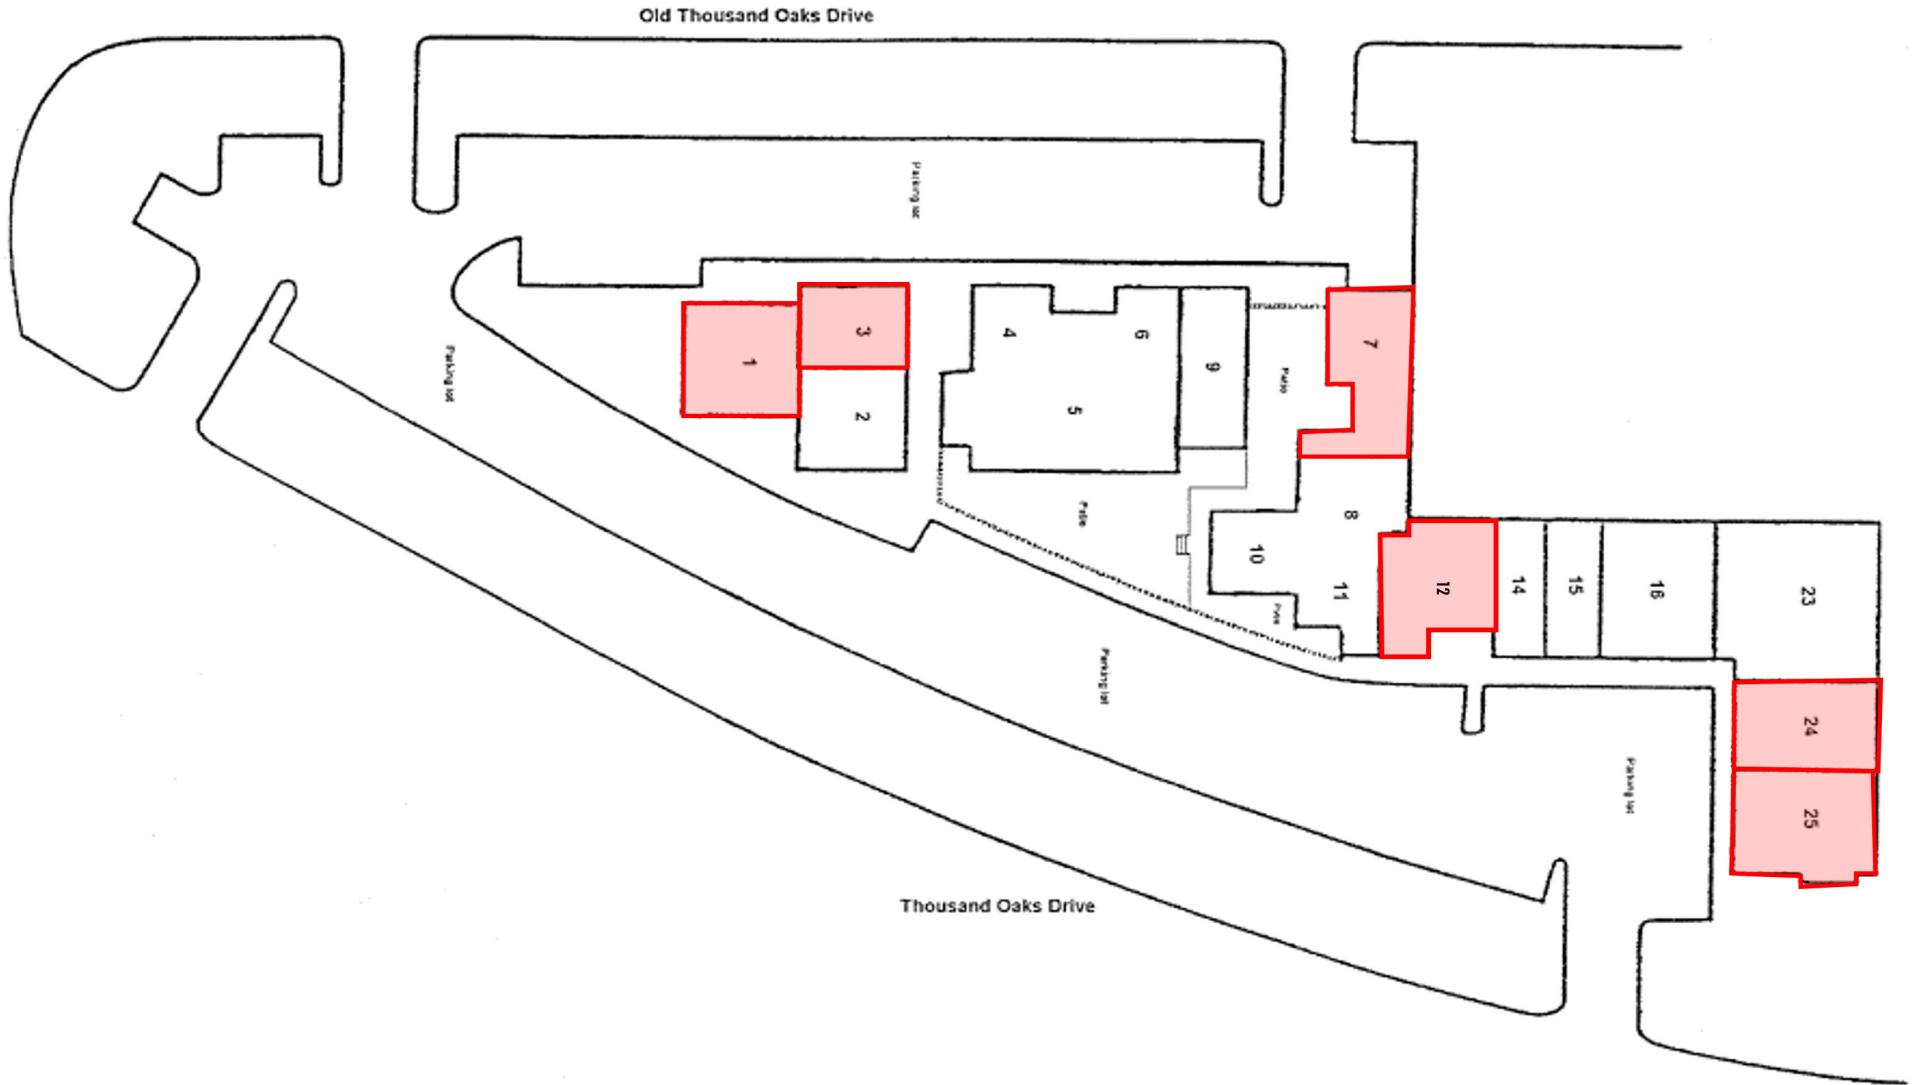 Old Thousand Oaks Drive
Parking lot
1
3
2
4
6
5
9
Patio
7
Parking lot
Patio
8
10
11
Patio
12
14
15
16
23
Parking lot
24
25
Parking lot
Thousand Oaks Drive